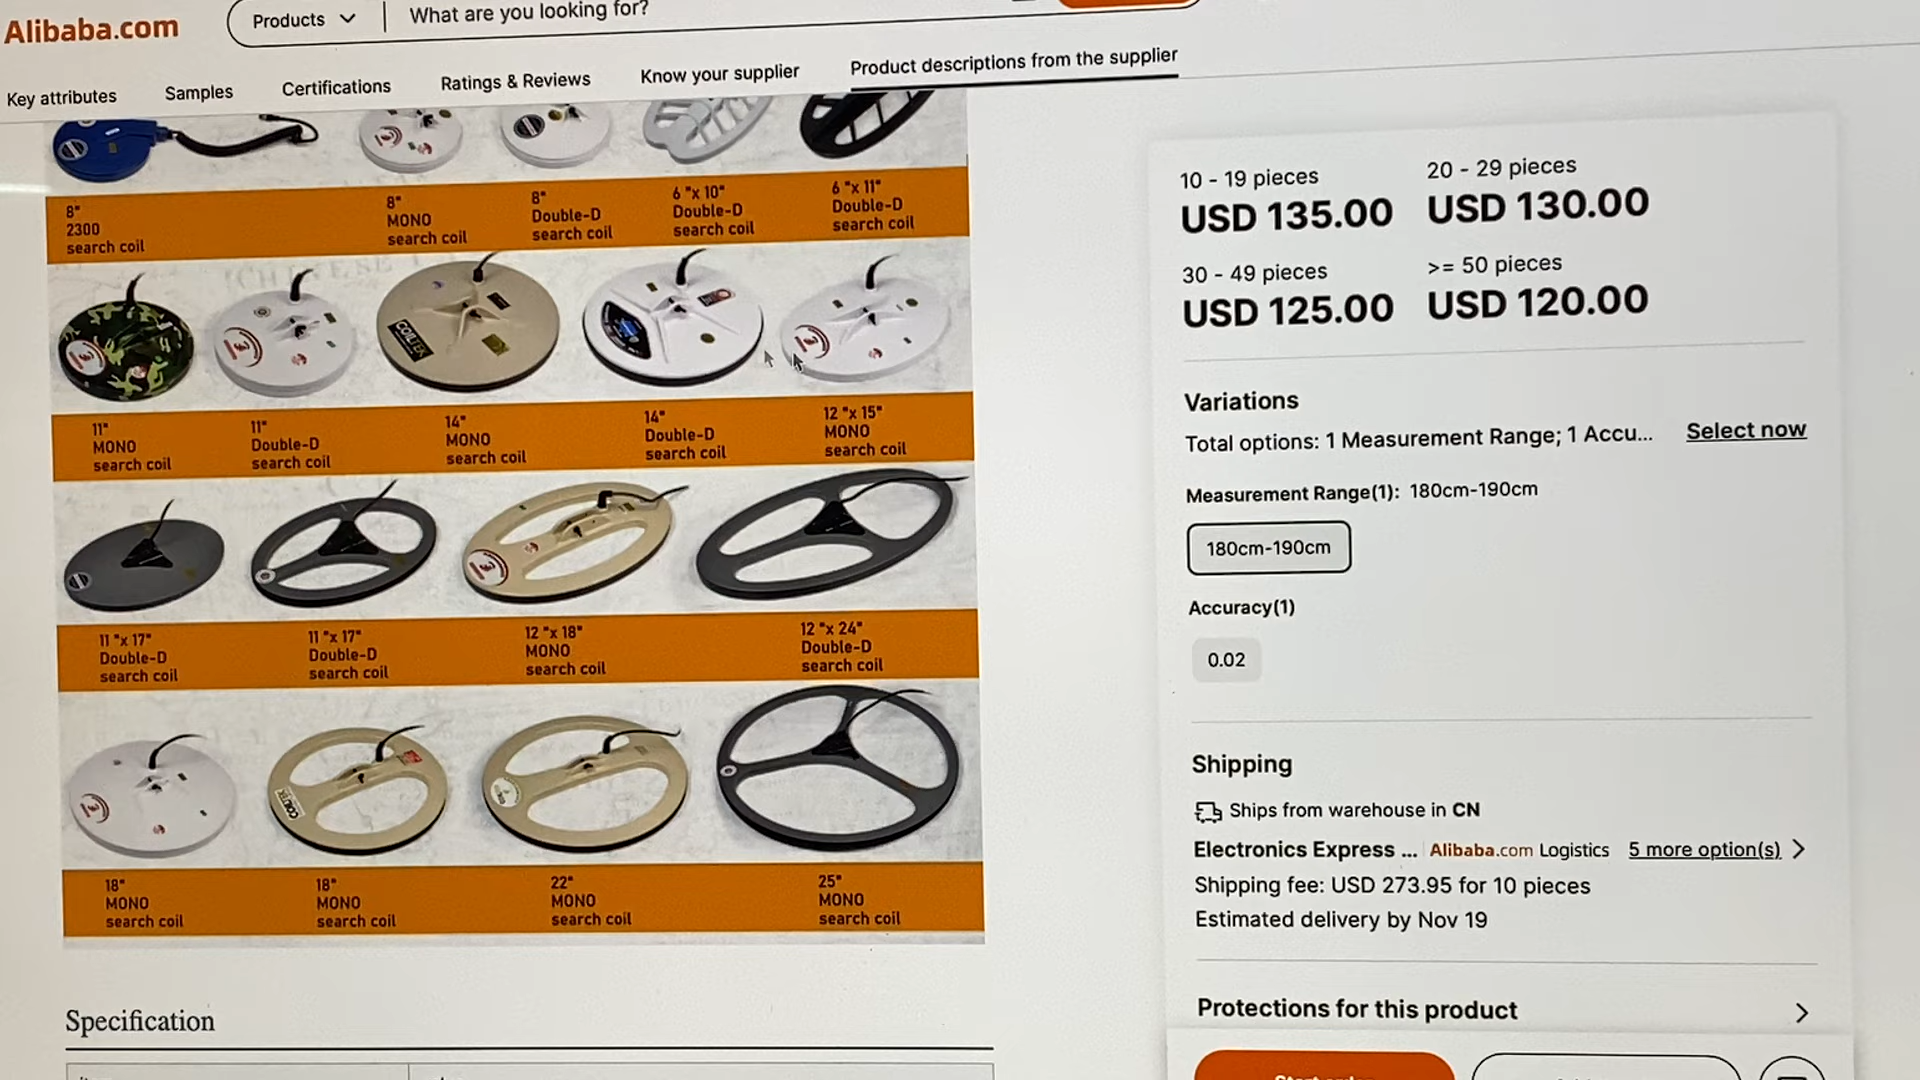 Alibaba.com
Products
What are you looking for?
Key attributes
Samples
Certifications
Ratings & Reviews
Know your supplier
Product descriptions from the supplier
8"
2300
search coil
8"
MONO
search coil
8"
Double-D
search coil
6 "x 10"
Double-D
search coil
6 "x 11"
Double-D
search coil
11"
MONO
search coil
11"
Double-D
search coil
COILTEK
14"
MONO
search coil
14"
Double-D
search coil
12 "x 15"
MONO
search coil
11 "x 17"
Double-D
search coil
11 "x 17"
Double-D
search coil
12 "x 18"
MONO
search coil
12 "x 24"
Double-D
search coil
COILTEK
18"
MONO
search coil
18"
MONO
search coil
22"
MONO
search coil
25"
MONO
search coil
Specification
10 - 19 pieces
USD 135.00
20 - 29 pieces
USD 130.00
30 - 49 pieces
USD 125.00
>= 50 pieces
USD 120.00
Variations
Total options: 1 Measurement Range; 1 Accu...
Select now
Measurement Range(1): 180cm-190cm
180cm-190cm
Accuracy(1)
0.02
Shipping
Ships from warehouse in CN
Electronics Express ...
Alibaba.com Logistics
5 more option(s)
Shipping fee: USD 273.95 for 10 pieces
Estimated delivery by Nov 19
Protections for this product